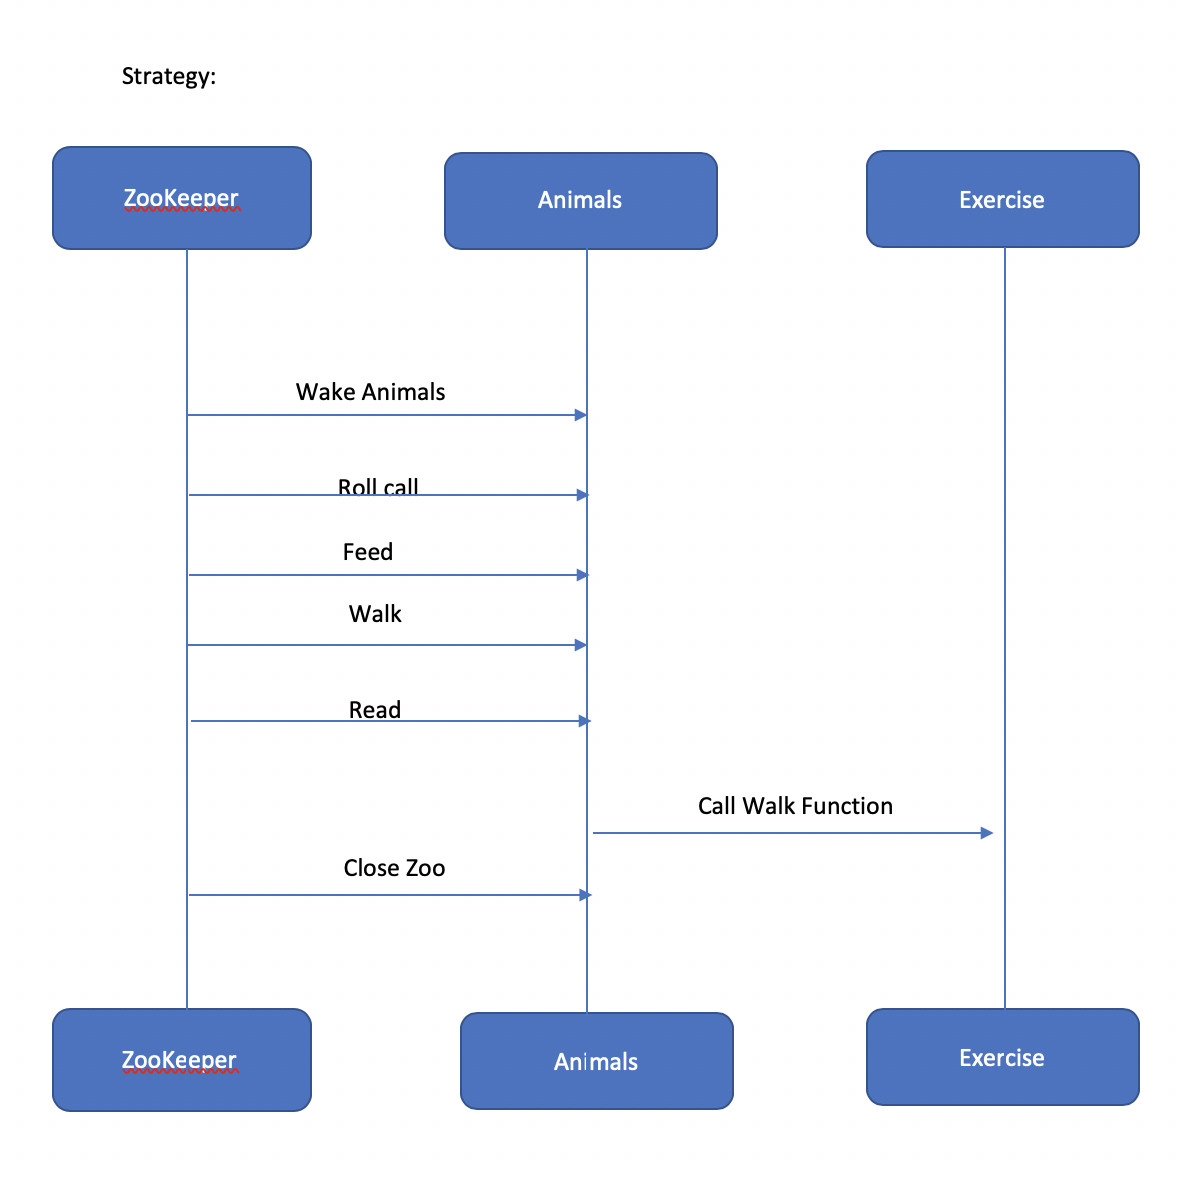 Strategy:
ZooKeeper
Animals
Exercise
Wake Animals
Roll call
Feed
Walk
Read
Call Walk Function
Close Zoo
ZooKeeper
Animals
Exercise